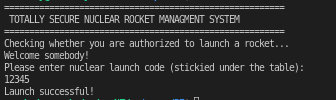 ====================================================
TOTALLY SECURE NUCLEAR ROCKET MANAGMENT SYSTEM
====================================================
Checking whether you are authorized to launch a rocket...
Welcome somebody!
Please enter nuclear launch code (stickied under the table):
12345
Launch successful!